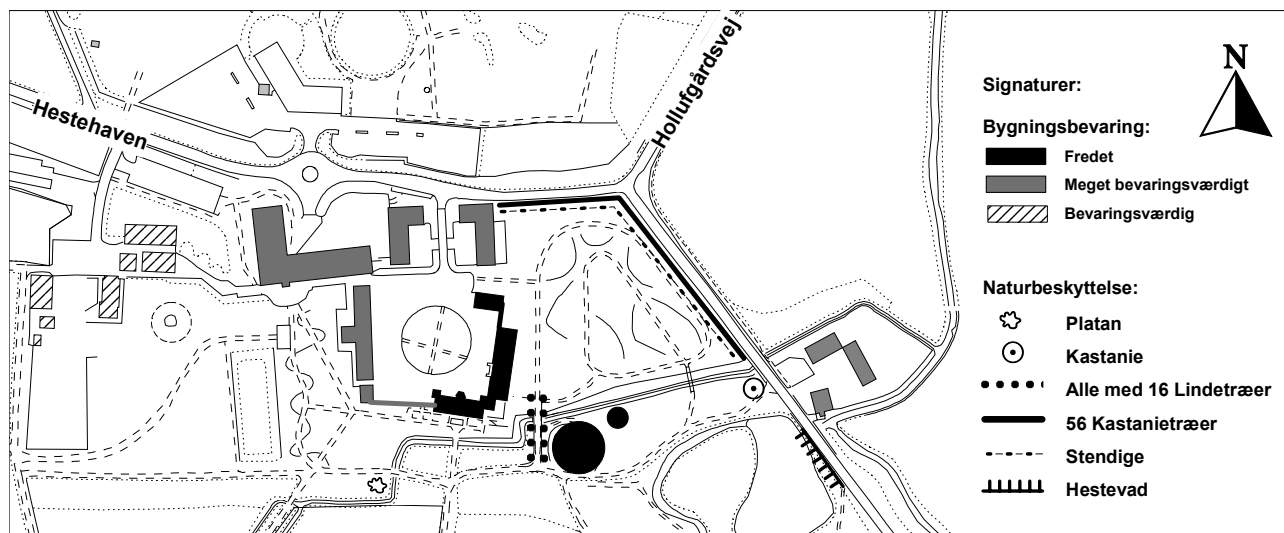 Hestehaven
Hollufgårdsvej
N
Signaturer:
Bygningsbevaring:
Fredet
Meget bevaringsværdigt
Bevaringsværdig
Naturbeskyttelse:
Platan
Kastanie
Alle med 16 Lindetræer
56 Kastanietræer
Stendige
Hestevad